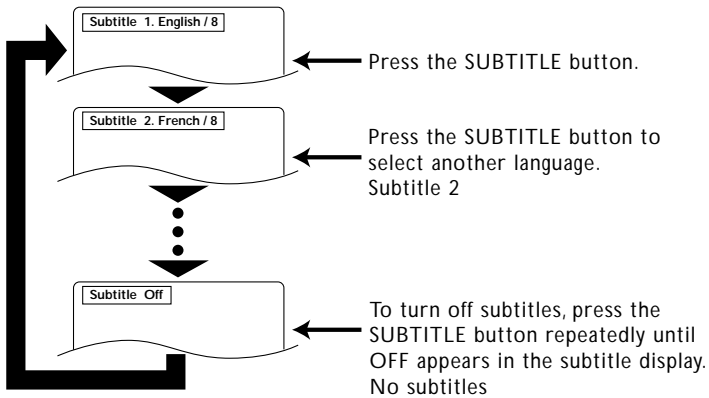 Subtitle 1. English / 8
Press the SUBTITLE button.
Subtitle 2. French / 8
Press the SUBTITLE button to
select another language.
Subtitle 2
Subtitle Off
To turn off subtitles, press the
SUBTITLE button repeatedly until
OFF appears in the subtitle display.
No subtitles